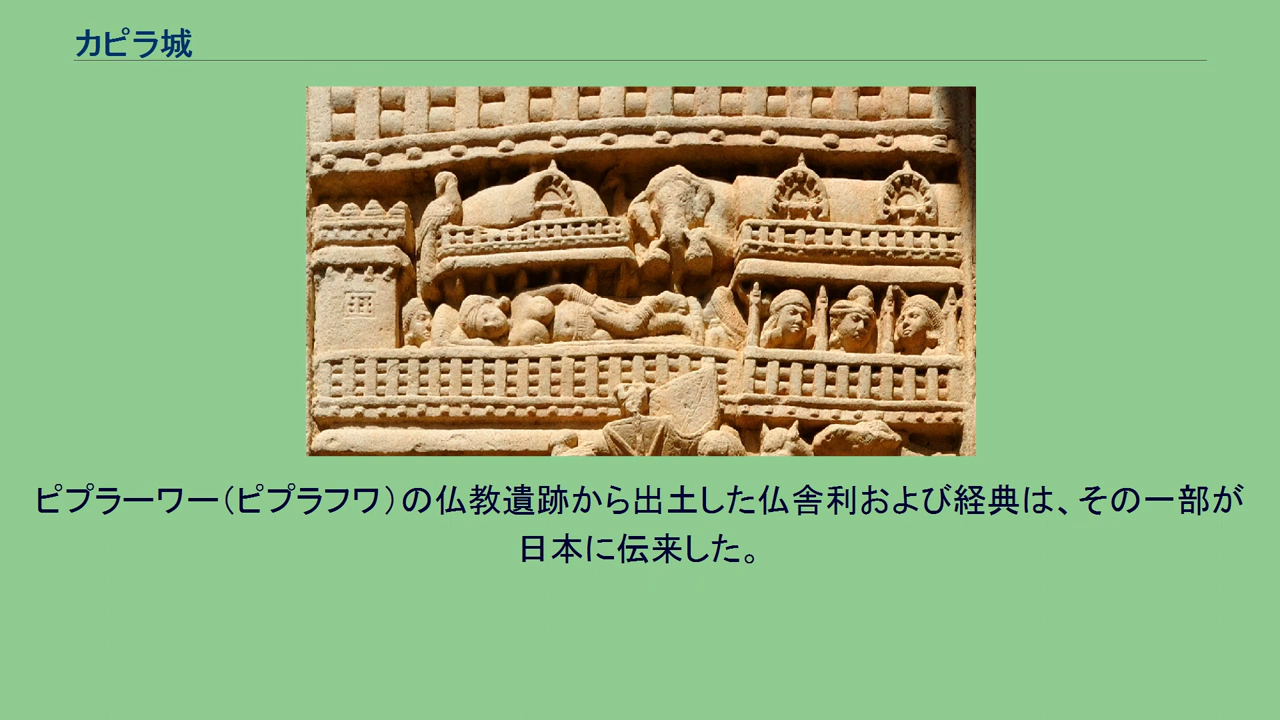 カピラ城
ピプラーワー(ピプラフワ)の仏教遺跡から出土した仏舎利および経典は、その一部が
日本に伝来した。